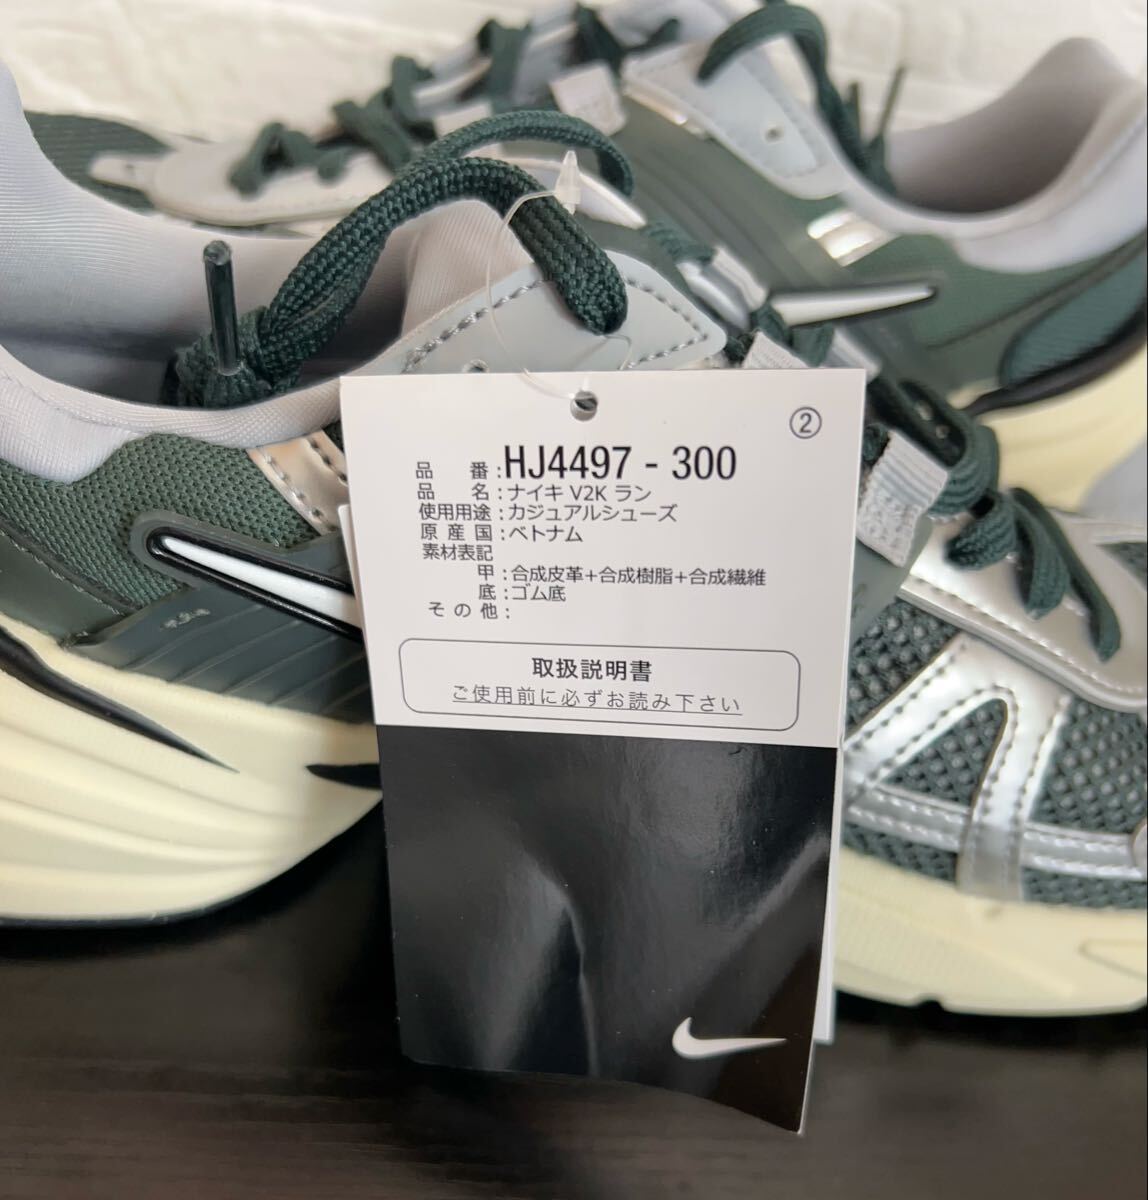 ②
品番：HJ4497 - 300
品名：ナイキ V2K ラン
使用用途：カジュアルシューズ
原産国：ベトナム
素材表記
甲：合成皮革+合成樹脂+合成繊維
底：ゴム底
その他：
取扱説明書
ご使用前に必ずお読み下さい